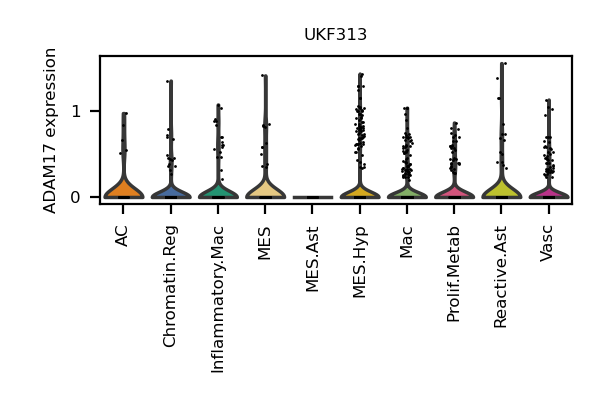 UKF313
ADAM17 expression
1
0
AC
Chromatin.Reg
Inflammatory.Mac
MES
MES.Ast
MES.Hyp
Mac
Prolif.Metab
Reactive.Ast
Vasc